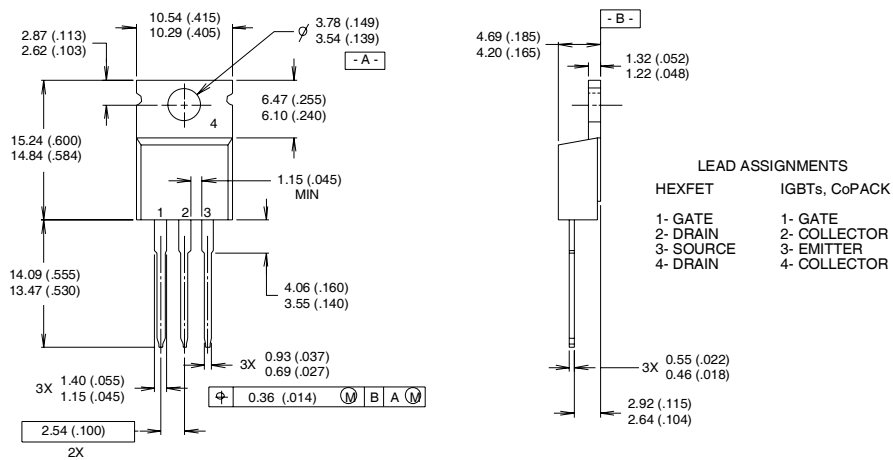 10.54 (.415)
10.29 (.405)
2.87 (.113)
2.62 (.103)
ø 3.78 (.149)
3.54 (.139)
- A -
4
6.47 (.255)
6.10 (.240)
15.24 (.600)
14.84 (.584)
1.15 (.045)
MIN
1 2 3
14.09 (.555)
13.47 (.530)
4.06 (.160)
3.55 (.140)
3X 0.93 (.037)
0.69 (.027)
3X 1.40 (.055)
1.15 (.045)
⌖ 0.36 (.014) Ⓜ B A Ⓜ
2.54 (.100)
2X
- B -
4.69 (.185)
4.20 (.165)
1.32 (.052)
1.22 (.048)
3X 0.55 (.022)
0.46 (.018)
2.92 (.115)
2.64 (.104)
LEAD ASSIGNMENTS
HEXFET
1- GATE
2- DRAIN
3- SOURCE
4- DRAIN
IGBTs, CoPACK
1- GATE
2- COLLECTOR
3- EMITTER
4- COLLECTOR